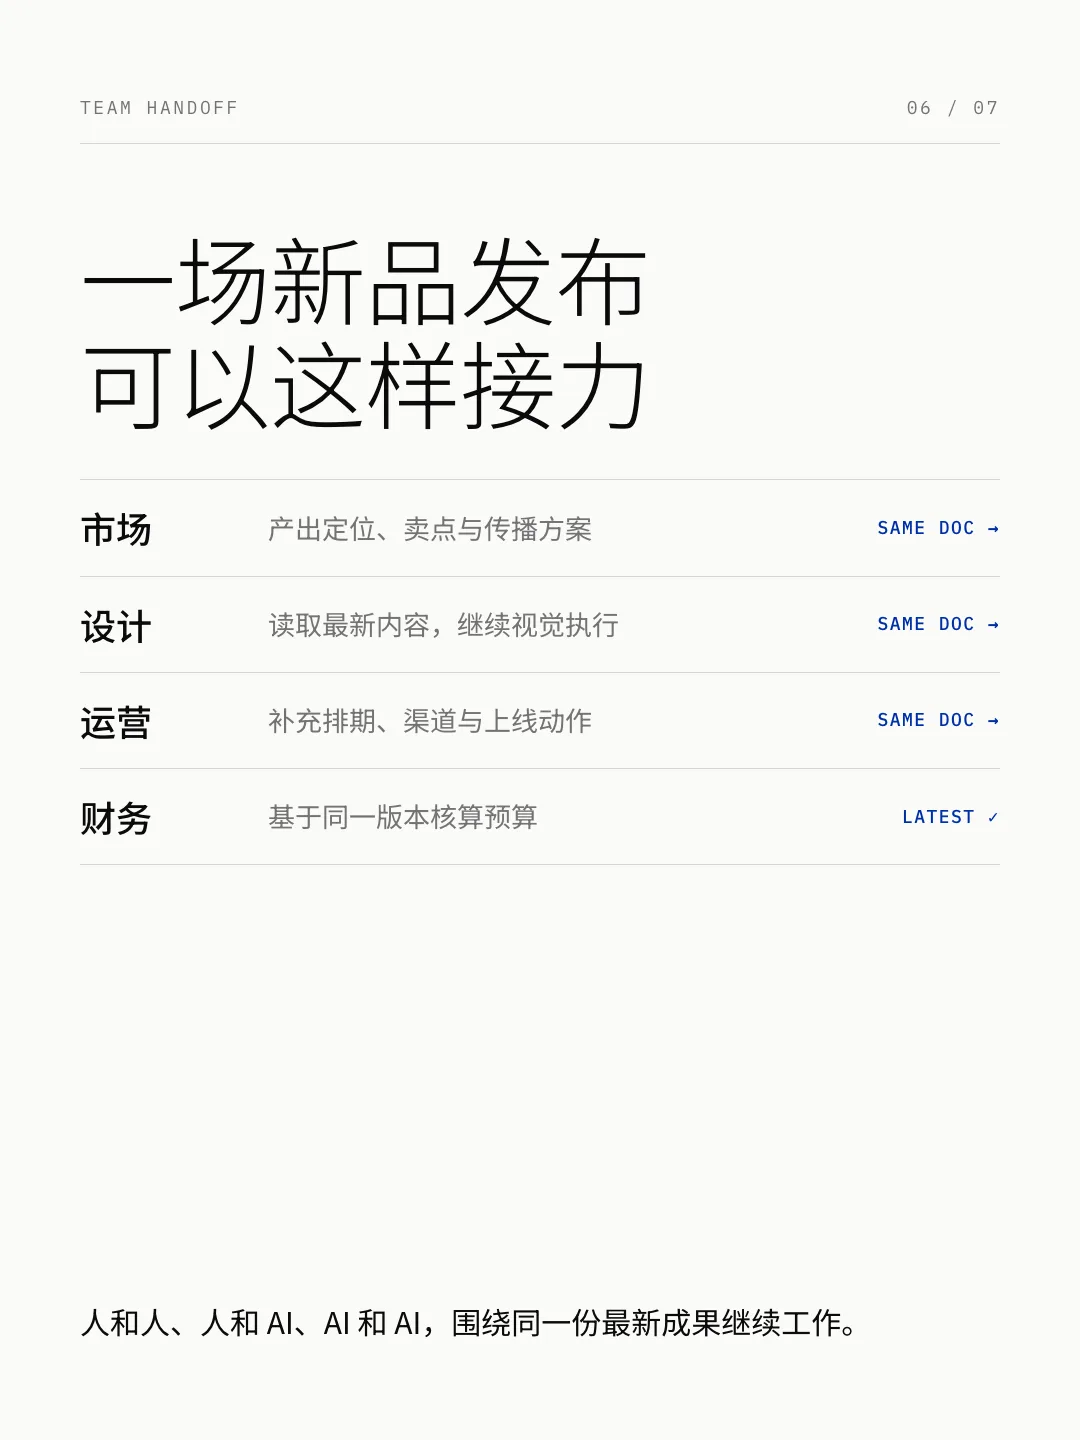 TEAM HANDOFF 06 / 07
一场新品发布
可以这样接力
市场 产出定位、卖点与传播方案 SAME DOC →
设计 读取最新内容，继续视觉执行 SAME DOC →
运营 补充排期、渠道与上线动作 SAME DOC →
财务 基于同一版本核算预算 LATEST ✓
人和人、人和 AI、AI 和 AI，围绕同一份最新成果继续工作。